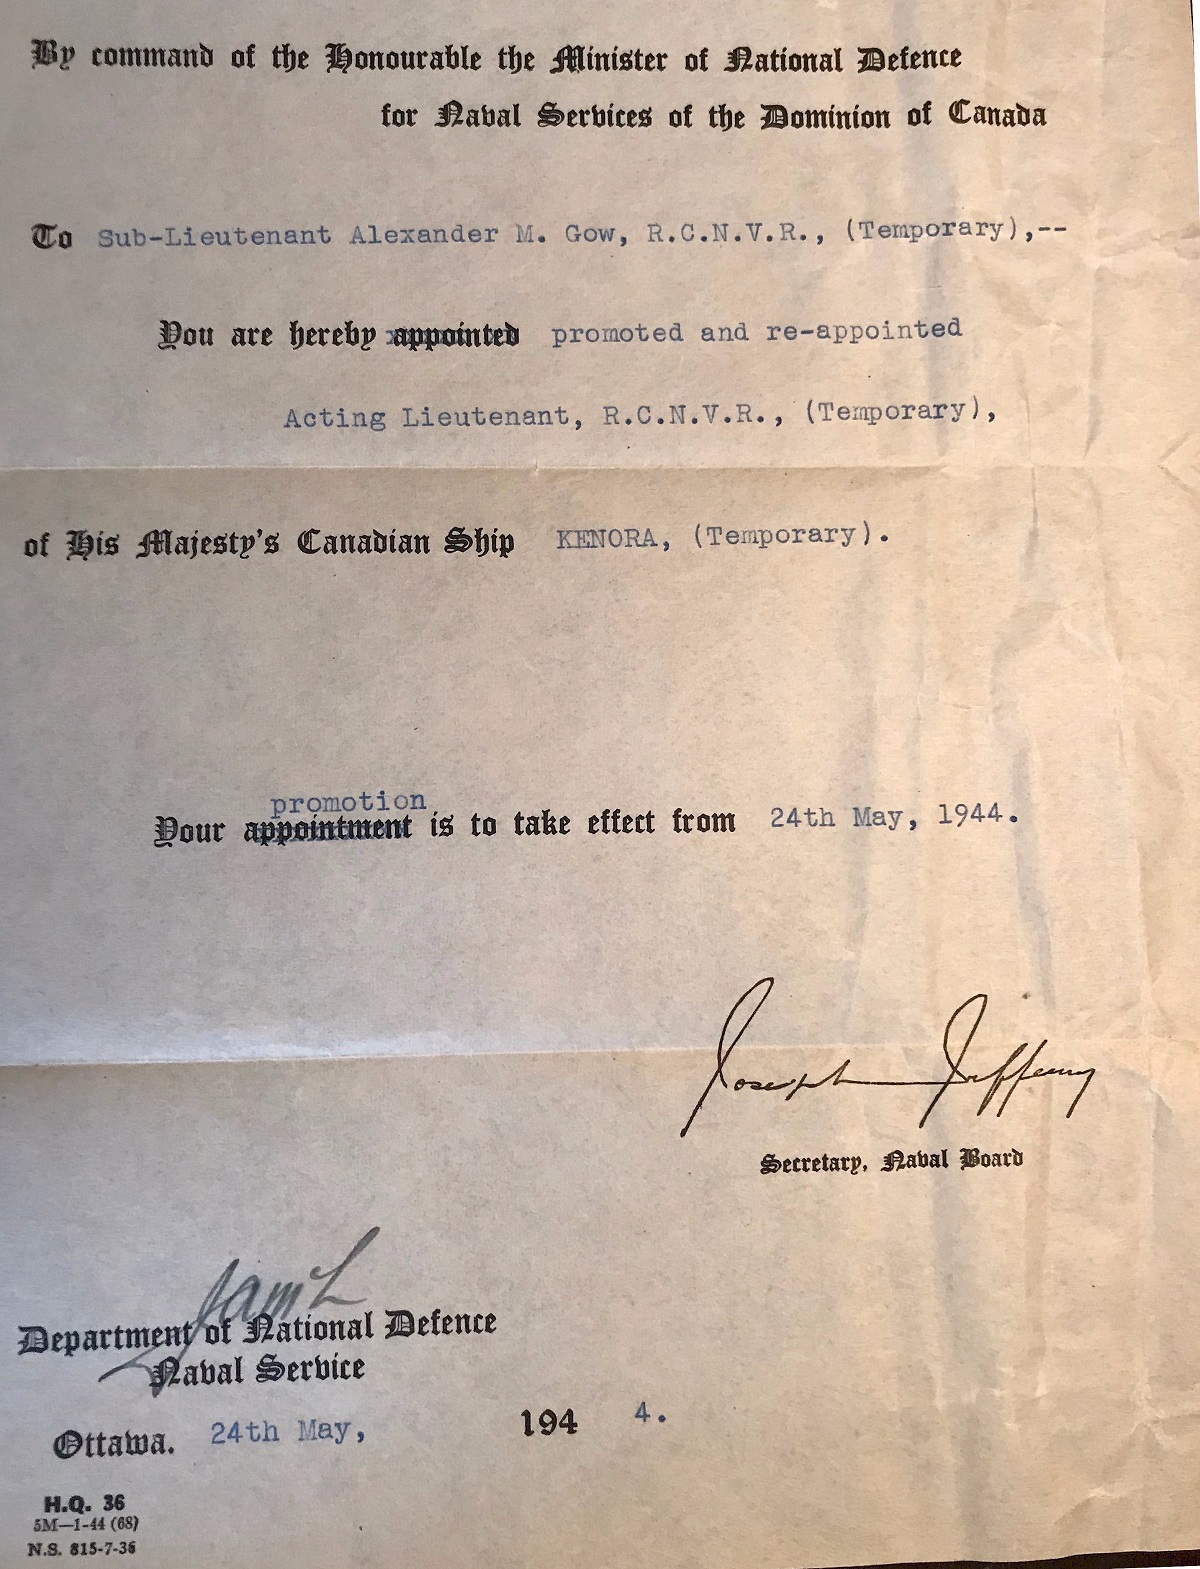 By command of the Honourable the Minister of National Defence
for Naval Services of the Dominion of Canada
To Sub-Lieutenant Alexander M. Gow, R.C.N.V.R., (Temporary),--
You are hereby appointed promoted and re-appointed
Acting Lieutenant, R.C.N.V.R., (Temporary),
of His Majesty's Canadian Ship KENORA, (Temporary).
promotion
Your appointment is to take effect from 24th May, 1944.
Joseph Jeffery
Secretary, Naval Board
Department of National Defence
Naval Service
Ottawa. 24th May, 194 4.
H.Q. 36
5M—1-44 (68)
N.S. 815-7-36